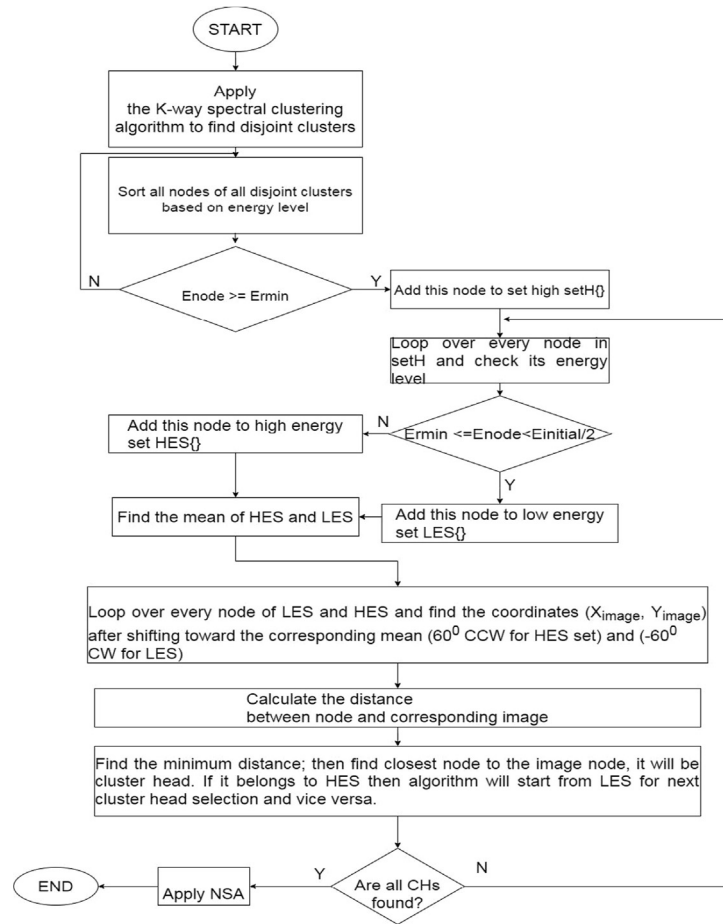 START
Apply
the K-way spectral clustering
algorithm to find disjoint clusters
Sort all nodes of all disjoint clusters
based on energy level
N
Y
Enode >= Ermin
Add this node to set high setH{}
Loop over every node in
setH and check its energy
level
Add this node to high energy
set HES{}
N
Ermin <=Enode<Einitial/2
Y
Find the mean of HES and LES
Add this node to low energy
set LES{}
Loop over every node of LES and HES and find the coordinates (Ximage, Yimage)
after shifting toward the corresponding mean (60⁰ CCW for HES set) and (-60⁰
CW for LES)
Calculate the distance
between node and corresponding image
Find the minimum distance; then find closest node to the image node, it will be
cluster head. If it belongs to HES then algorithm will start from LES for next
cluster head selection and vice versa.
END
Apply NSA
Y
Are all CHs
found?
N